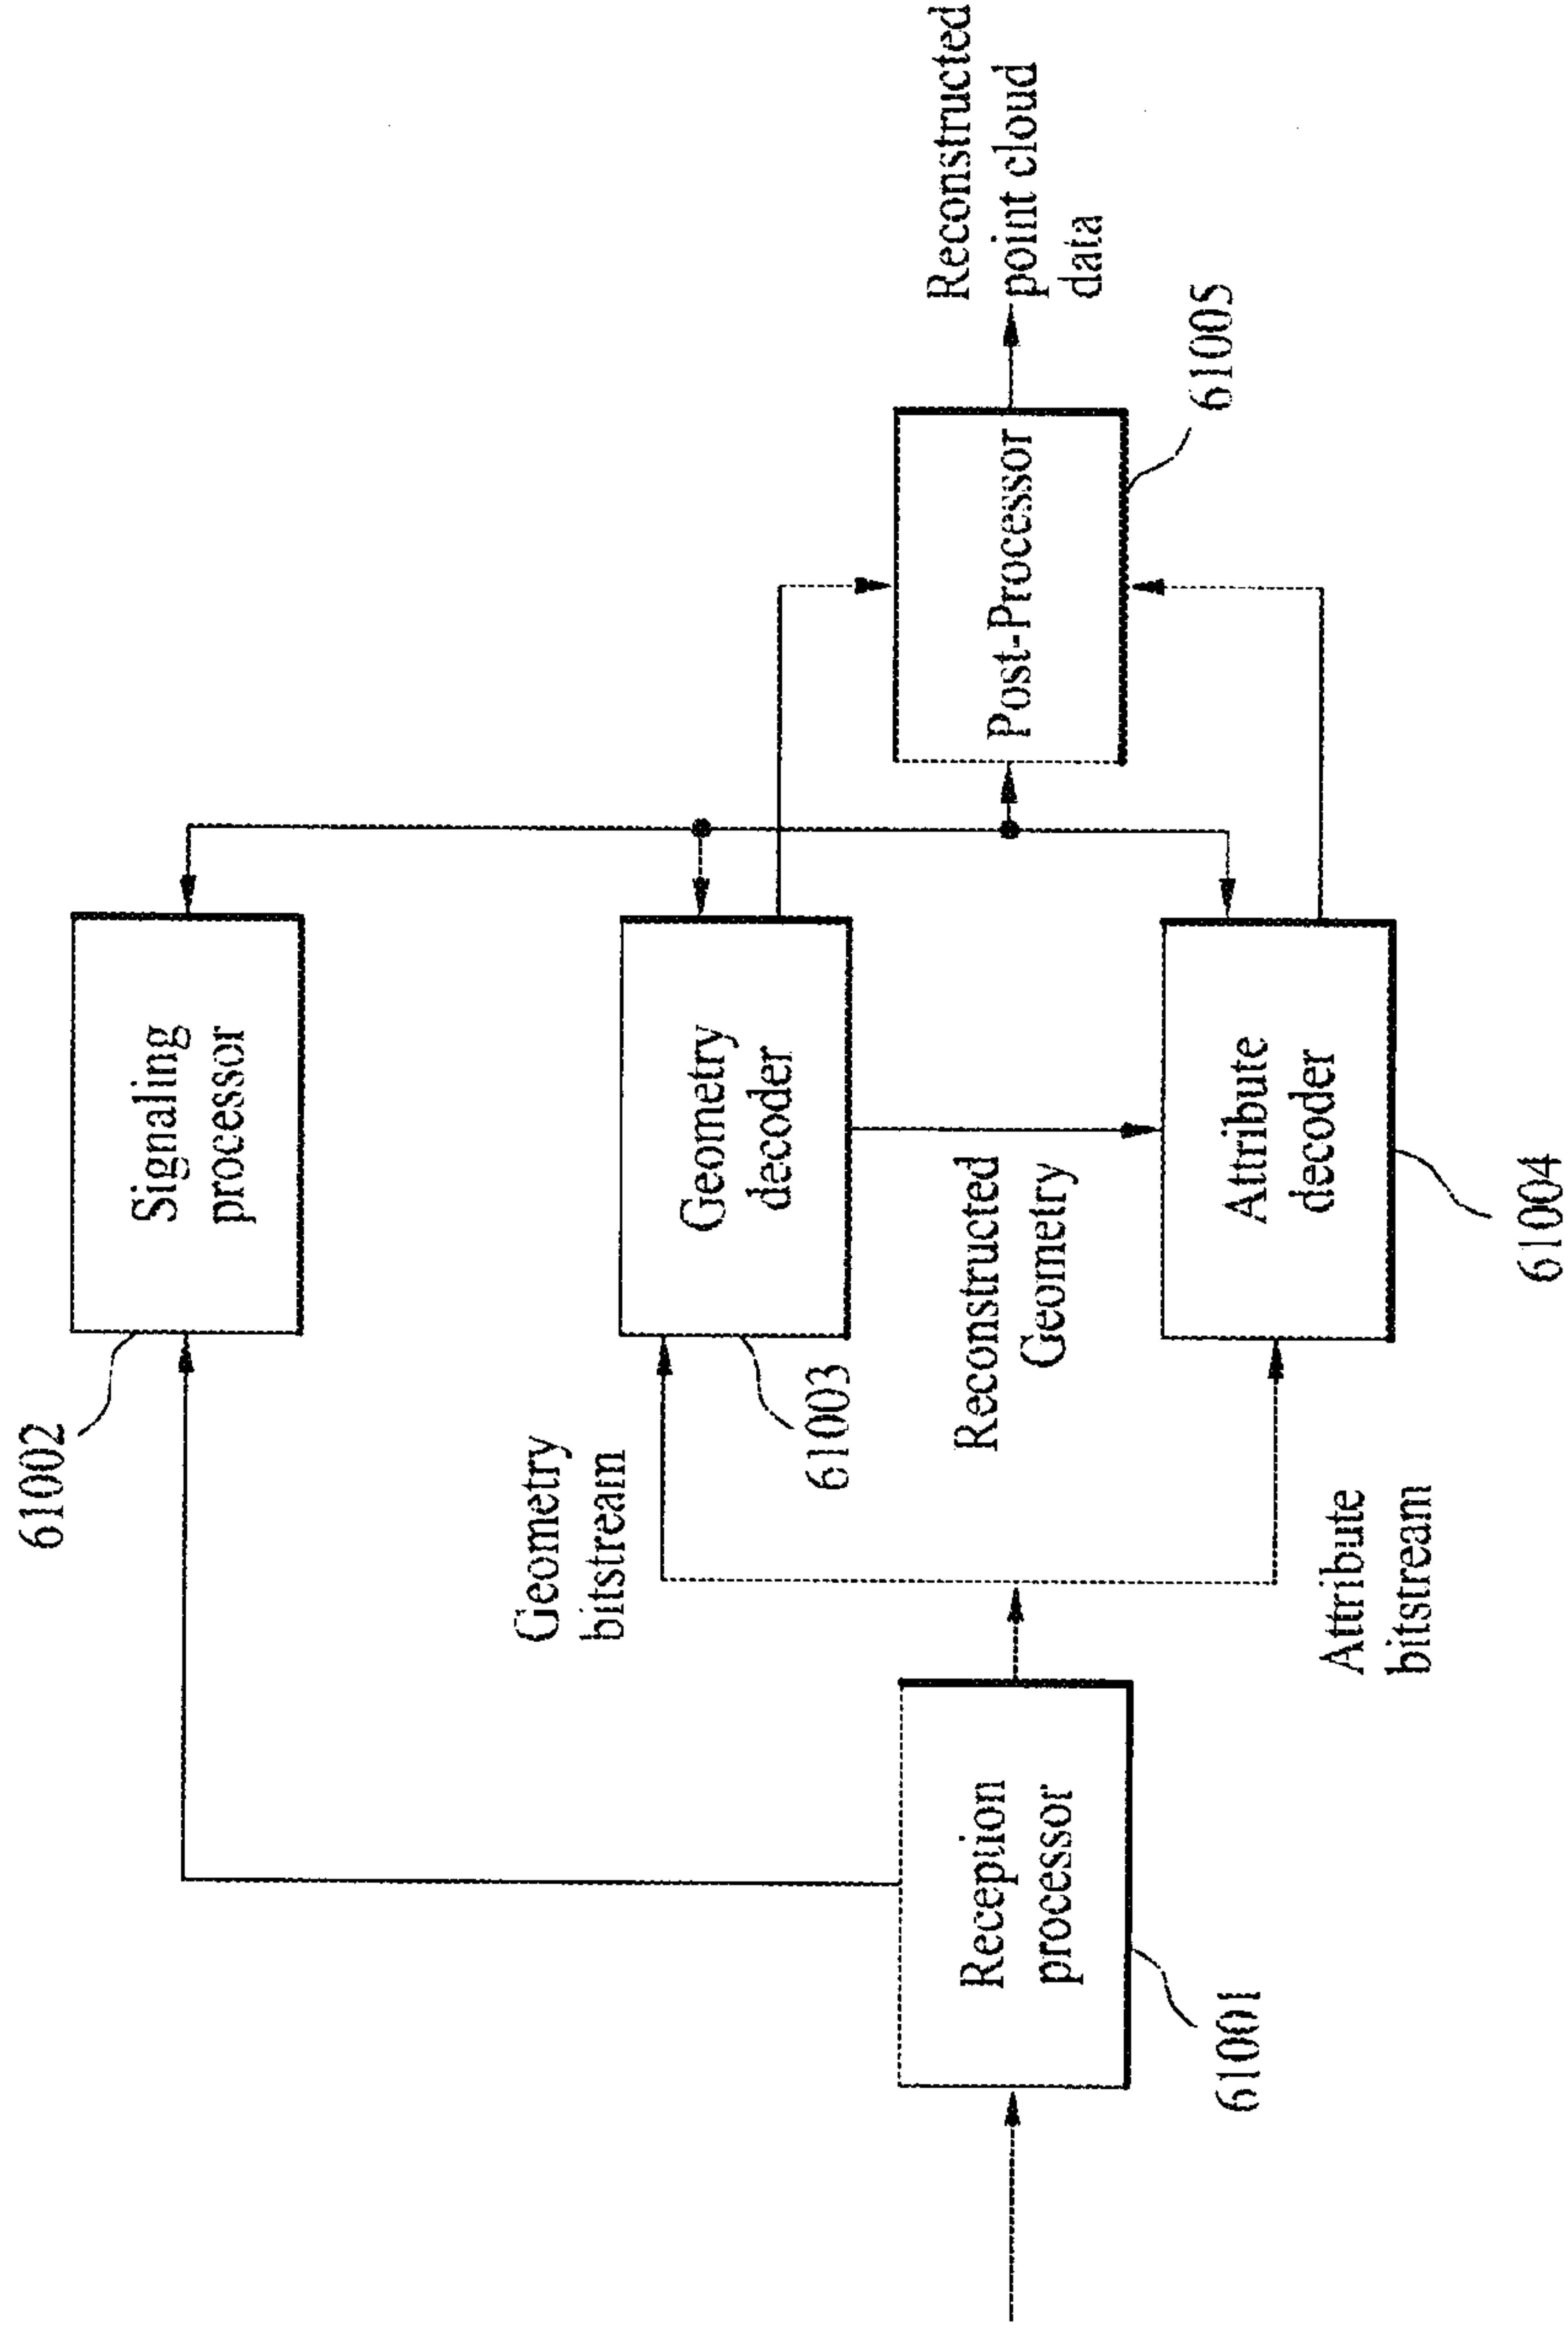 61002
Signaling
processor
Geometry
bitstream
Geometry
decoder
61003
Reconstructed
Geometry
Reception
processor
61001
Attribute
bitstream
Attribute
decoder
61004
Post-Processor
61005
Reconstructed
point cloud
data